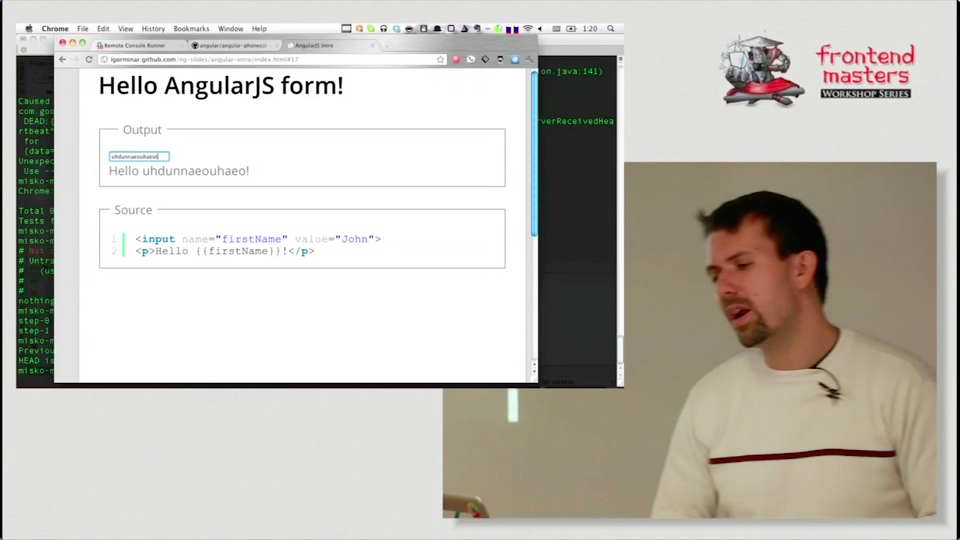 Chrome File Edit View History Bookmarks Window Help 1:20
Remote Console Runner angular/angular-phonecat AngularJS Intro
igorminar.github.com/ng-slides/angular-intro/index.html#17
Hello AngularJS form!
Output
uhdunnaeouhaeo
Hello uhdunnaeouhaeo!
Source
1 <input name="firstName" value="John">
2 <p>Hello {{firstName}}!</p>
on.java:141)
erverReceivedHea
Caused
com.goo
DEAD:
rtbeat"
for
{data=
Unexpec
Use --
Chrome:
Total 0
Tests f
misko-m
misko-m
# Not c
# Untra
# (us
#
#
nothing
step-0
step-1
misko-m
Previou
HEAD is
misko-m
frontend
masters
WORKSHOP SERIES